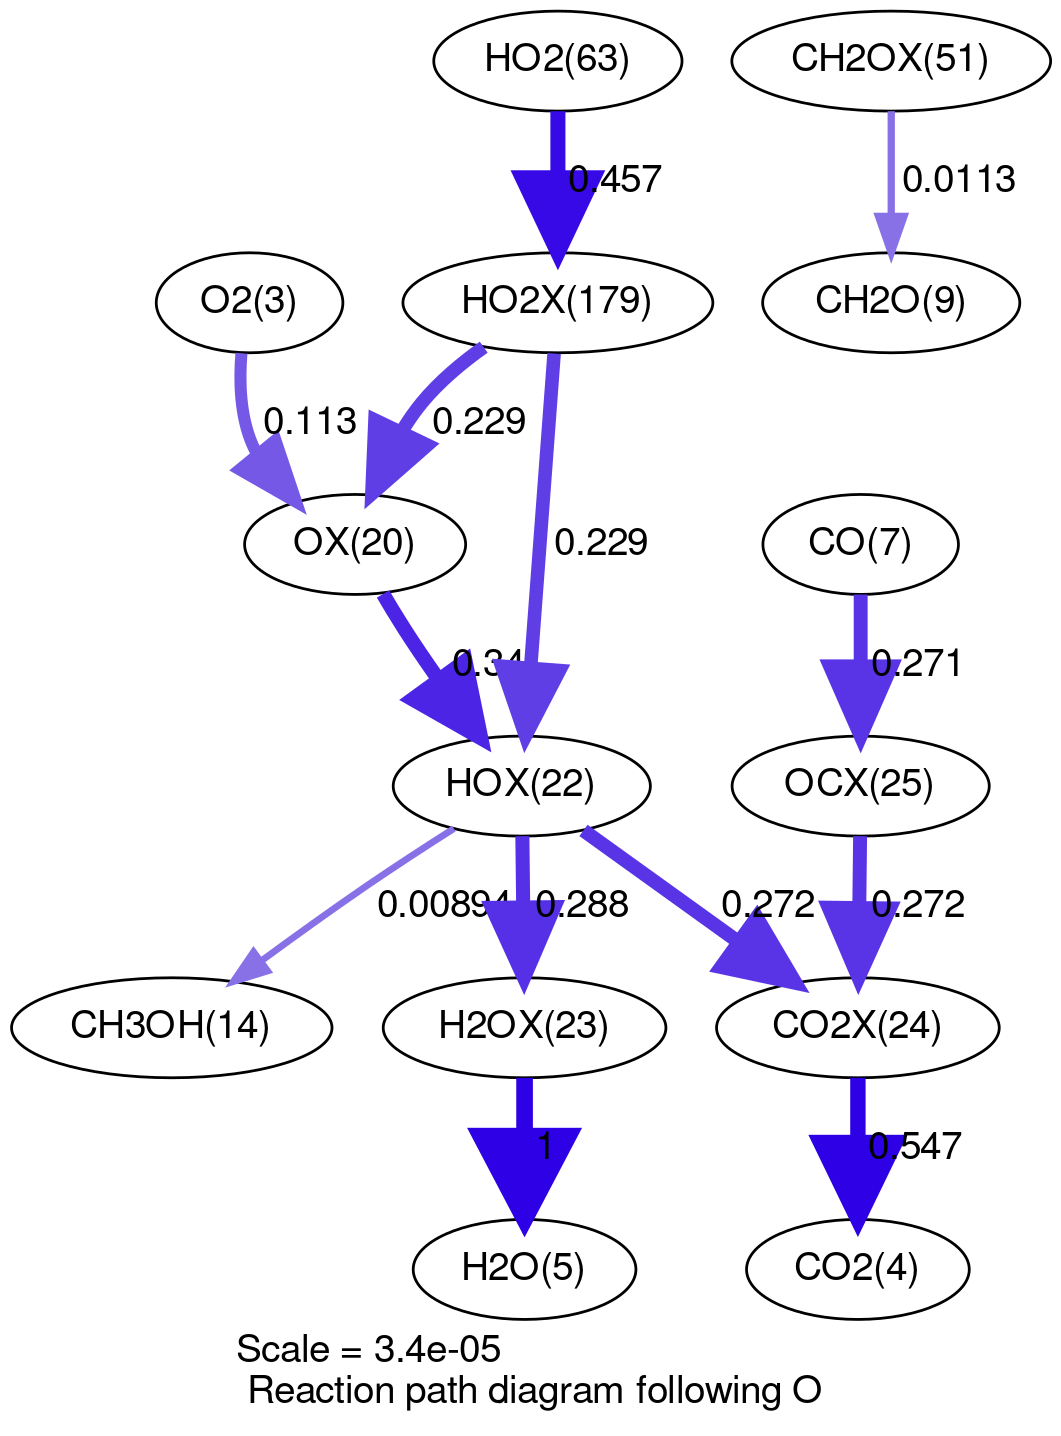 HO2(63)
CH2OX(51)
0.457
0.0113
O2(3)
HO2X(179)
CH2O(9)
0.113
0.229
OX(20)
0.229
CO(7)
0.34
0.271
HOX(22)
OCX(25)
0.00894
0.288
0.272
0.272
CH3OH(14)
H2OX(23)
CO2X(24)
1
0.547
H2O(5)
CO2(4)
Scale = 3.4e-05
Reaction path diagram following O